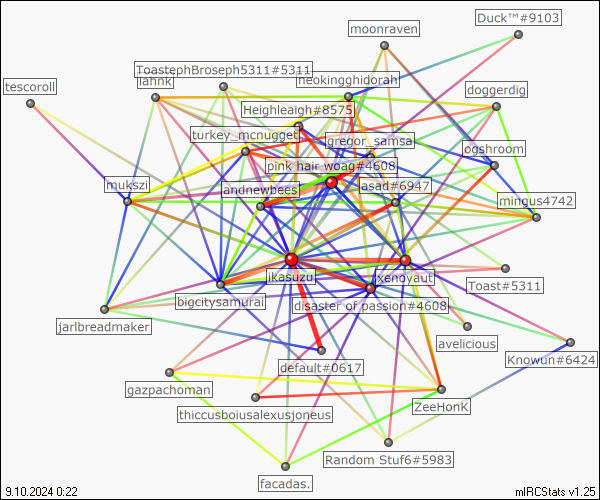 Duck™#9103
moonraven
ToastephBroseph5311#5311
lahnk
neokingghidorah
tescoroll
doggerdig
Heighleaigh#8575
turkey_mcnugget
gregor_samsa
ogshroom
pink hair woag#4608
mukszi
andnewbees
asad#6947
mingus4742
ikasuzu
xenoyaut
Toast#5311
bigcitysamurai
disaster of passion#4608
jarlbreadmaker
avelicious
Knowun#6424
default#0617
gazpachoman
thiccusboiusalexusjoneus
ZeeHonK
Random Stuf6#5983
facadas.
9.10.2024 0:22
mIRCStats v1.25